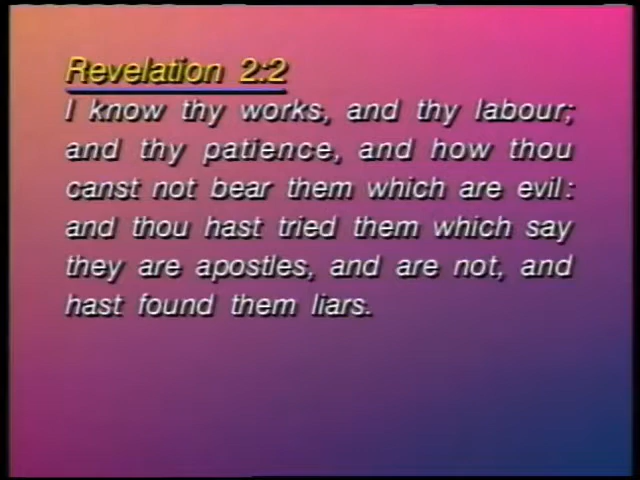 Revelation 2:2
I know thy works, and thy labour;
and thy patience, and how thou
canst not bear them which are evil:
and thou hast tried them which say
they are apostles, and are not, and
hast found them liars.